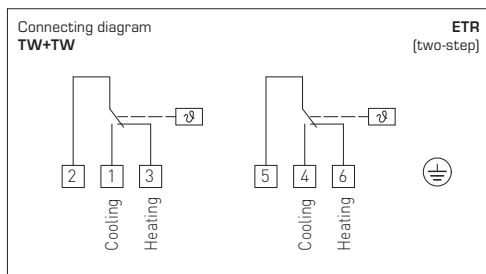 Connecting diagram
TW+TW
ETR
(two-step)
ϑ
ϑ
2 1 3
5 4 6
Cooling
Heating
Cooling
Heating